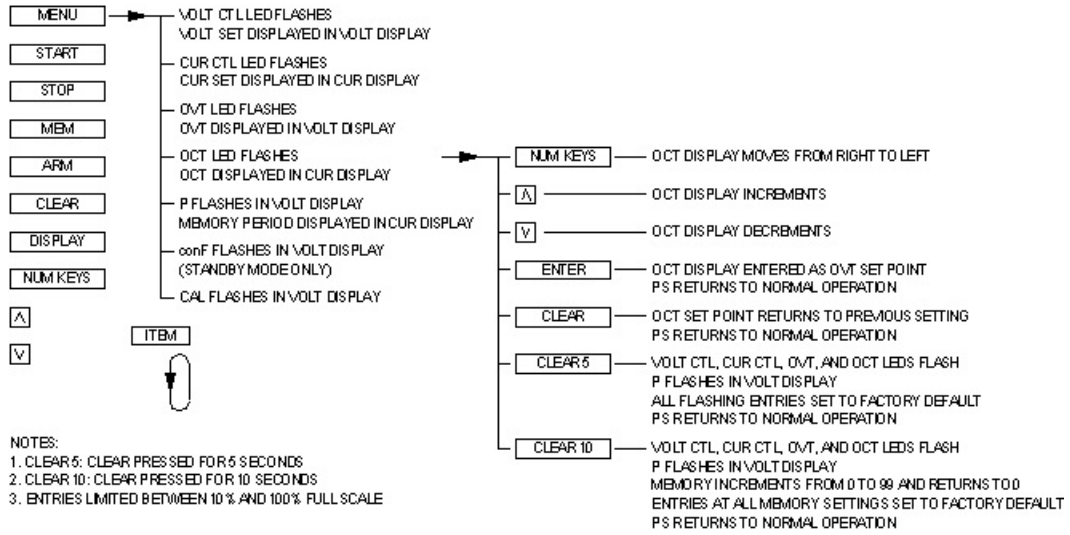 MENU
VOLT CTL LED FLASHES
VOLT SET DISPLAYED IN VOLT DISPLAY
START
CUR CTL LED FLASHES
CUR SET DISPLAYED IN CUR DISPLAY
STOP
OVT LED FLASHES
OVT DISPLAYED IN VOLT DISPLAY
MEM
OCT LED FLASHES
OCT DISPLAYED IN CUR DISPLAY
ARM
P FLASHES IN VOLT DISPLAY
MEMORY PERIOD DISPLAYED IN CUR DISPLAY
CLEAR
conF FLASHES IN VOLT DISPLAY
(STANDBY MODE ONLY)
DISPLAY
CAL FLASHES IN VOLT DISPLAY
NUM KEYS
Λ
V
ITEM
NUM KEYS
OCT DISPLAY MOVES FROM RIGHT TO LEFT
Λ
OCT DISPLAY INCREMENTS
V
OCT DISPLAY DECREMENTS
ENTER
OCT DISPLAY ENTERED AS OVT SET POINT
PS RETURNS TO NORMAL OPERATION
CLEAR
OCT SET POINT RETURNS TO PREVIOUS SETTING
PS RETURNS TO NORMAL OPERATION
CLEAR 5
VOLT CTL, CUR CTL, OVT, AND OCT LEDS FLASH
P FLASHES IN VOLT DISPLAY
ALL FLASHING ENTRIES SET TO FACTORY DEFAULT
PS RETURNS TO NORMAL OPERATION
CLEAR 10
VOLT CTL, CUR CTL, OVT, AND OCT LEDS FLASH
P FLASHES IN VOLT DISPLAY
MEMORY INCREMENTS FROM 0 TO 99 AND RETURNS TO 0
ENTRIES AT ALL MEMORY SETTINGS SET TO FACTORY DEFAULT
PS RETURNS TO NORMAL OPERATION
NOTES:
1. CLEAR 5: CLEAR PRESSED FOR 5 SECONDS
2. CLEAR 10: CLEAR PRESSED FOR 10 SECONDS
3. ENTRIES LIMITED BETWEEN 10 % AND 100% FULL SCALE